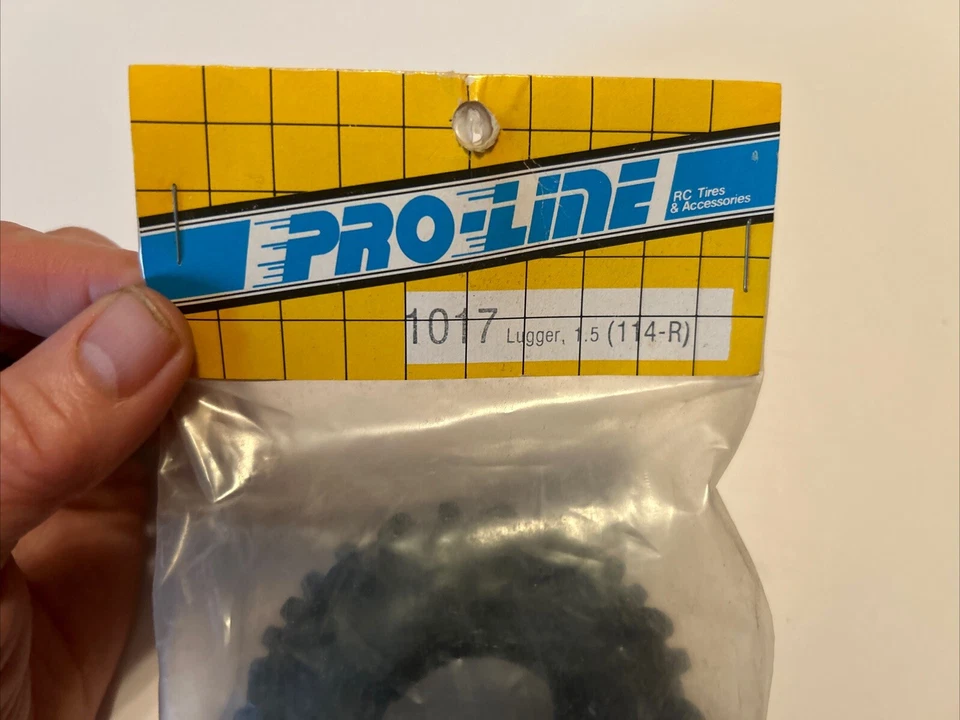 PRO-LINE
RC Tires
& Accessories
1017 Lugger, 1.5 (114-R)